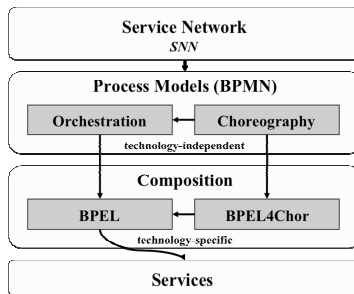 Service Network
SNN
Process Models (BPMN)
Orchestration
Choreography
technology-independent
Composition
BPEL
BPEL4Chor
technology-specific
Services